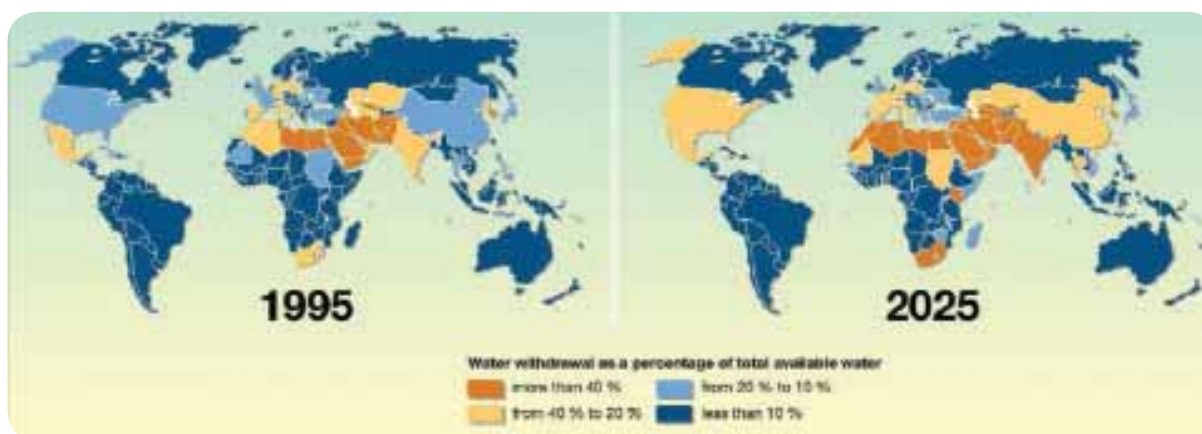 1995
2025
Water withdrawal as a percentage of total available water
more than 40 %
from 20 % to 10 %
from 40 % to 20 %
less than 10 %